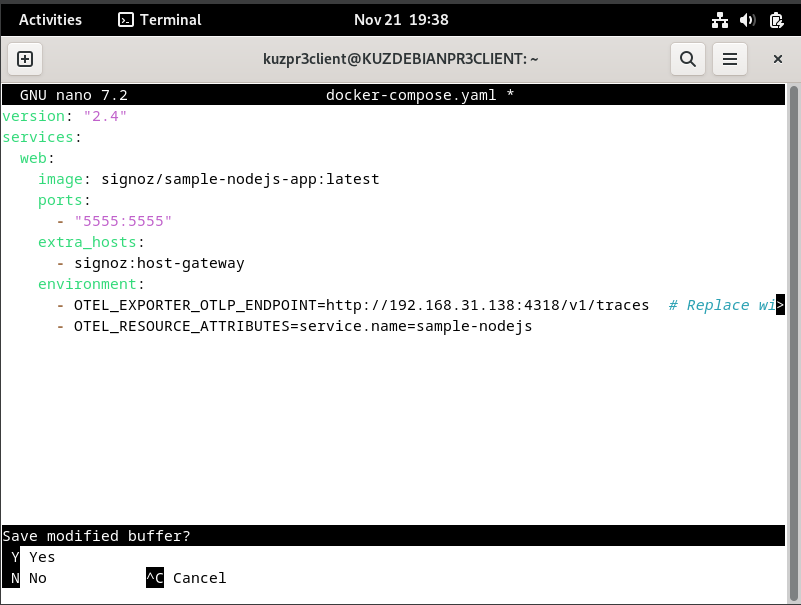 Activities Terminal Nov 21 19:38
kuzpr3client@KUZDEBIANPR3CLIENT: ~
GNU nano 7.2 docker-compose.yaml *
version: "2.4"
services:
  web:
    image: signoz/sample-nodejs-app:latest
    ports:
      - "5555:5555"
    extra_hosts:
      - signoz:host-gateway
    environment:
      - OTEL_EXPORTER_OTLP_ENDPOINT=http://192.168.31.138:4318/v1/traces  # Replace wi>
      - OTEL_RESOURCE_ATTRIBUTES=service.name=sample-nodejs
Save modified buffer?
Y Yes
N No ^C Cancel